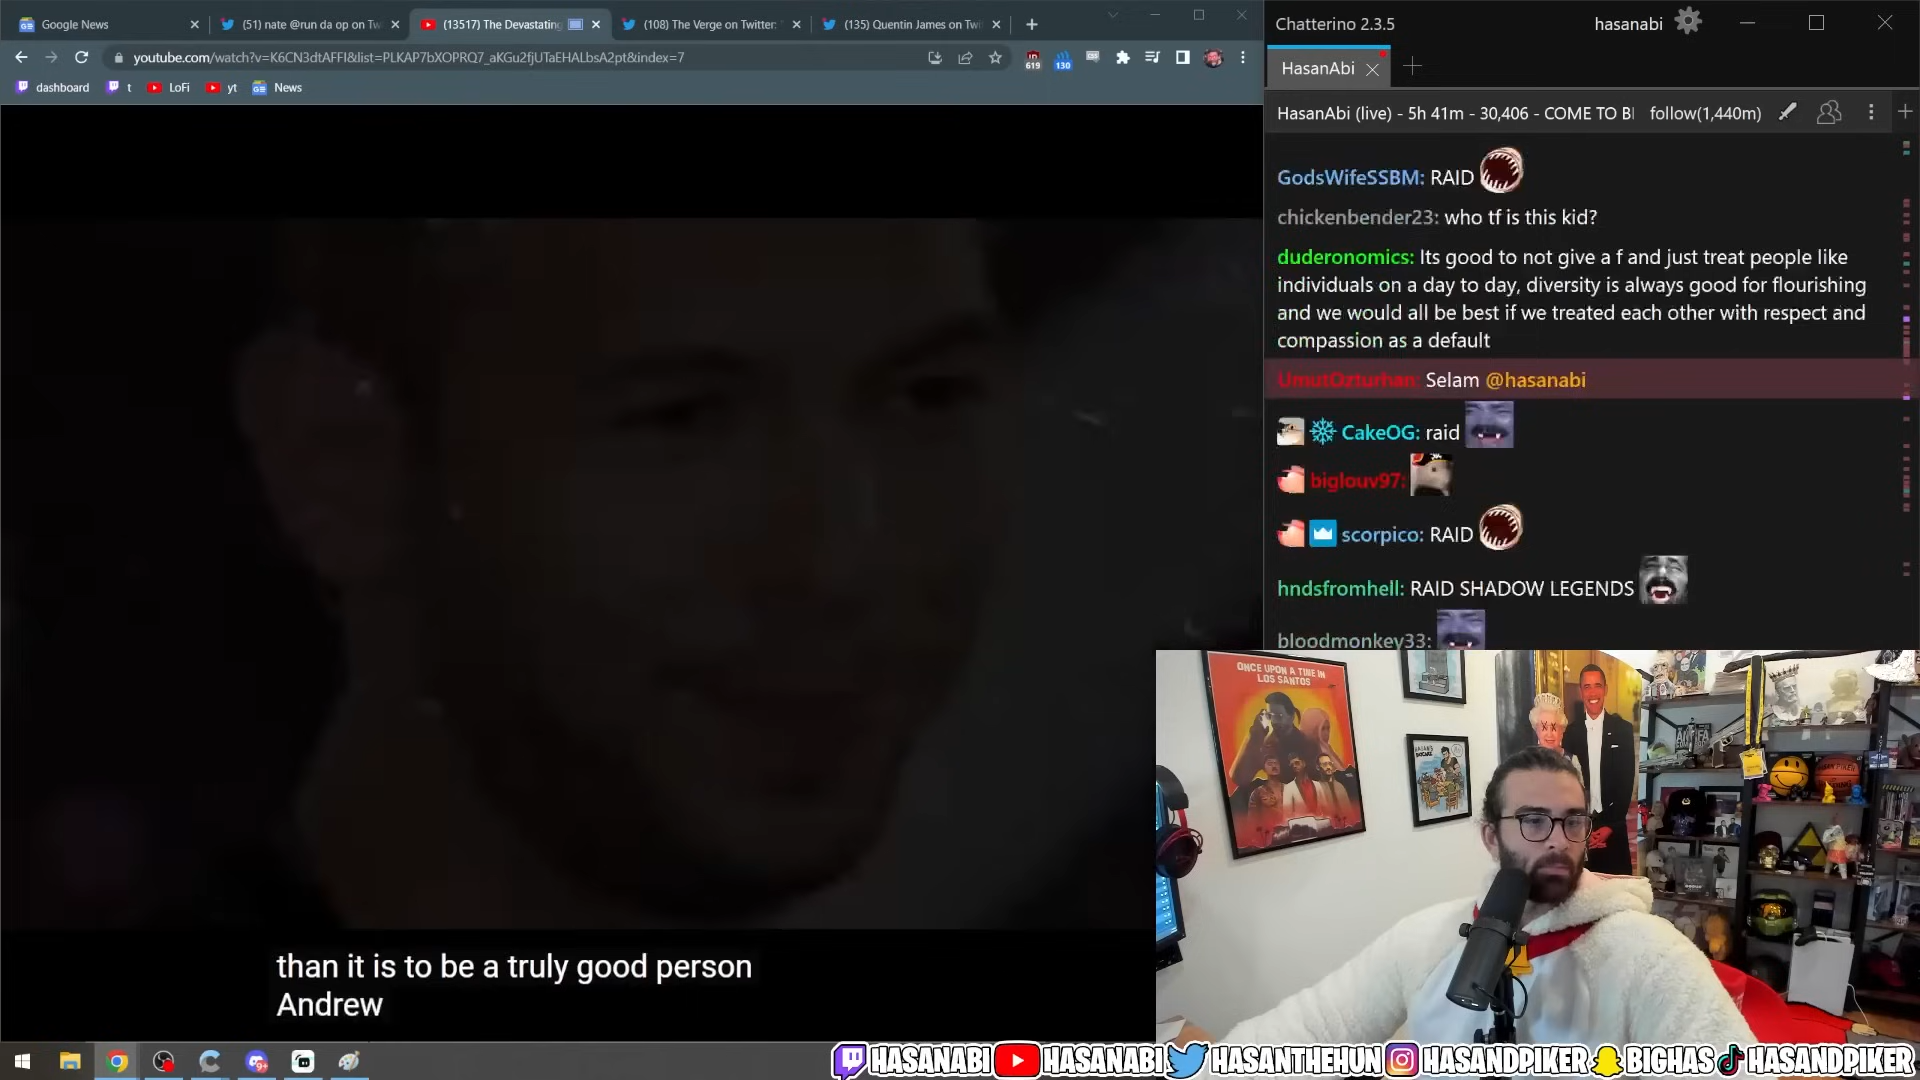 Google News
(51) nate @run da op on Tw
(13517) The Devastating
(108) The Verge on Twitter:
(135) Quentin James on Twi
Chatterino 2.3.5
hasanabi
youtube.com/watch?v=K6CN3dtAFFI&list=PLKAP7bXOPRQ7_aKGu2fjUTaEHALbsA2pt&index=7
619
130
HasanAbi
dashboard
t
LoFi
yt
News
HasanAbi (live) - 5h 41m - 30,406 - COME TO B
follow(1,440m)
GodsWifeSSBM: RAID
chickenbender23: who tf is this kid?
duderonomics: Its good to not give a f and just treat people like
individuals on a day to day, diversity is always good for flourishing
and we would all be best if we treated each other with respect and
compassion as a default
UmutOzturhan: Selam @hasanabi
CakeOG: raid
biglouv97:
scorpico: RAID
hndsfromhell: RAID SHADOW LEGENDS
bloodmonkey33:
ONCE UPON A TIME IN
LOS SANTOS
than it is to be a truly good person
Andrew
HASANABI
HASANABI
HASANTHEHUN
HASANDPIKER
BIGHAS
HASANDPIKER